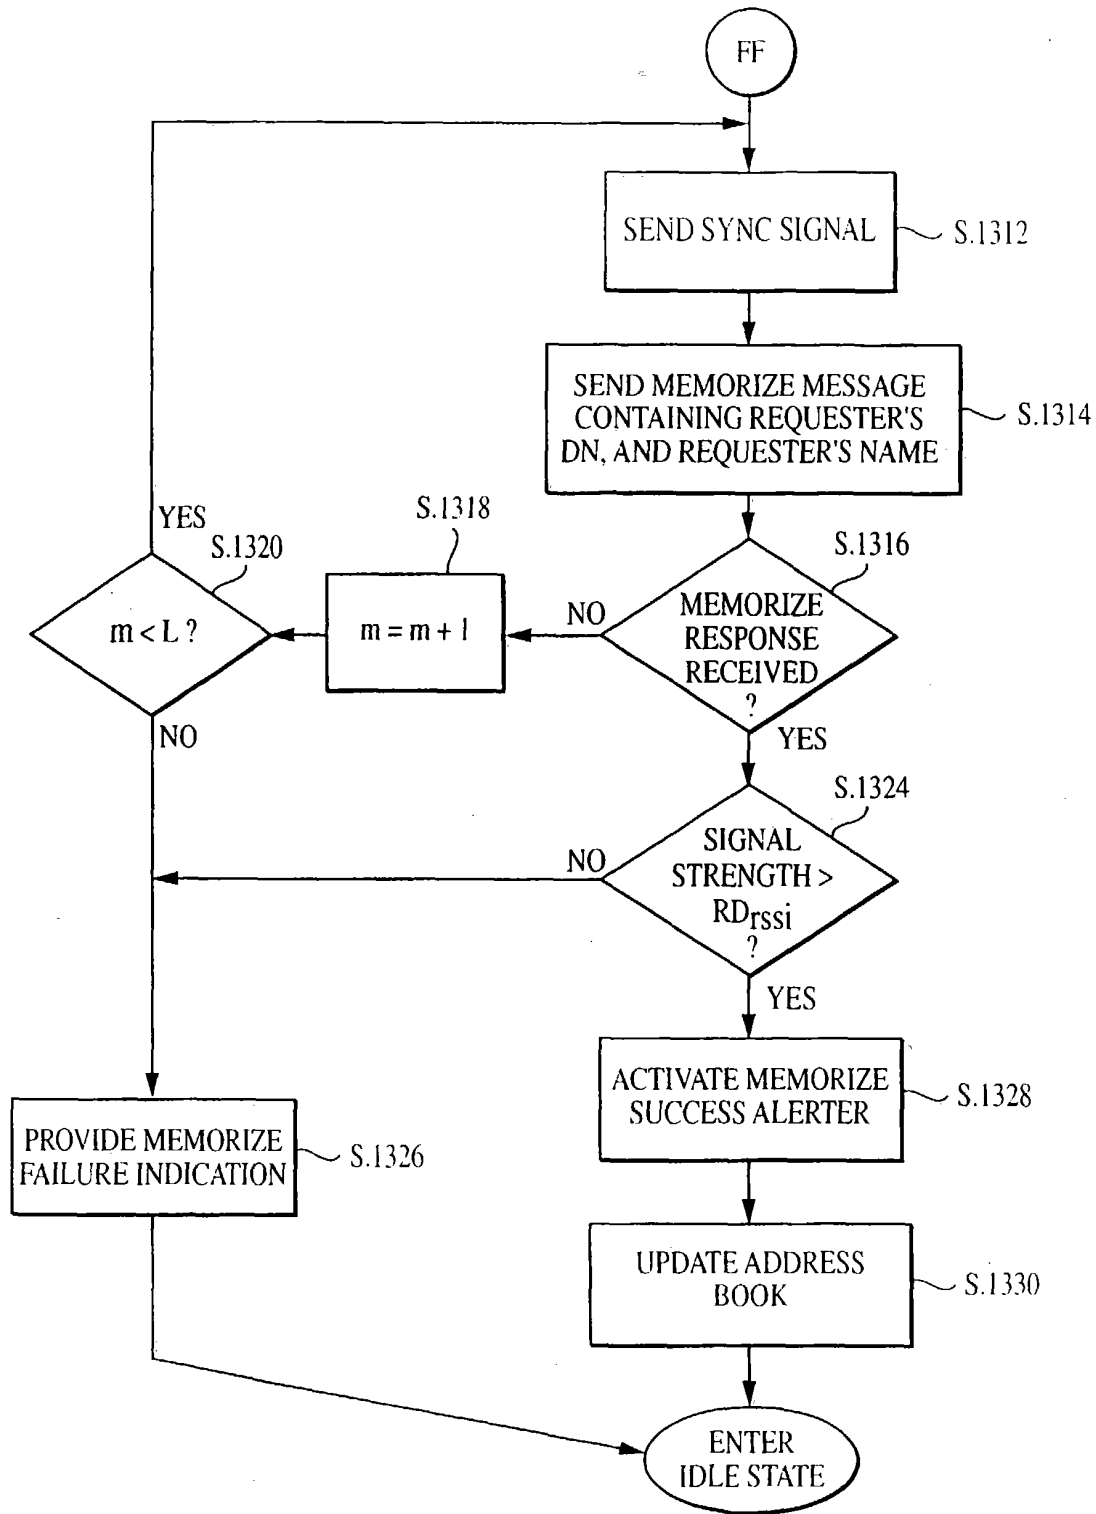 FF
SEND SYNC SIGNAL
S.1312
SEND MEMORIZE MESSAGE
CONTAINING REQUESTER'S
DN, AND REQUESTER'S NAME
S.1314
S.1316
MEMORIZE
RESPONSE
RECEIVED
?
NO
YES
S.1318
m = m + 1
S.1320
m < L ?
YES
NO
S.1324
SIGNAL
STRENGTH >
RDrssi
?
NO
YES
ACTIVATE MEMORIZE
SUCCESS ALERTER
S.1328
PROVIDE MEMORIZE
FAILURE INDICATION
S.1326
UPDATE ADDRESS
BOOK
S.1330
ENTER
IDLE STATE